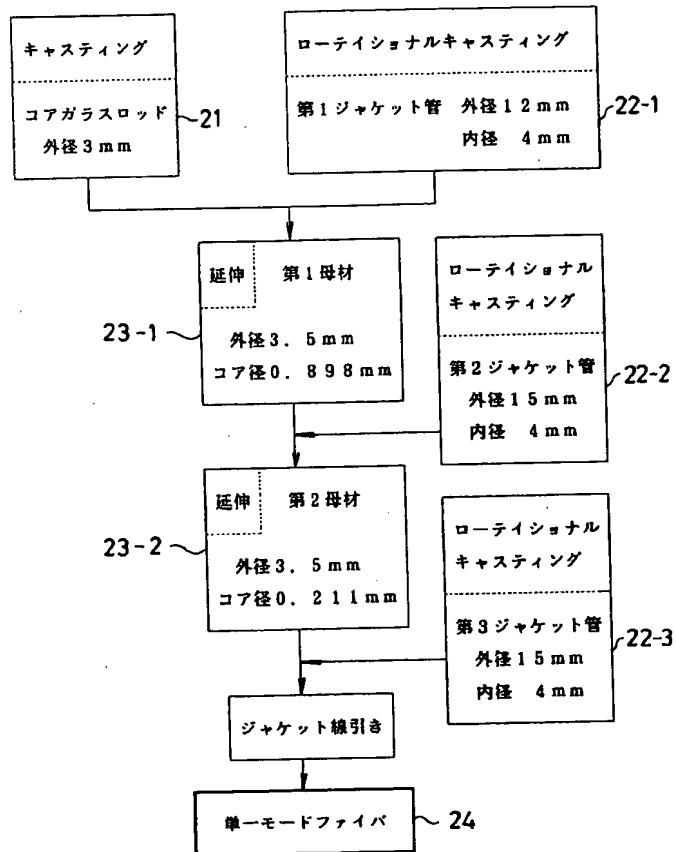 キャスティング
コアガラスロッド
外径3mm
21
ローテイショナルキャスティング
第1ジャケット管 外径12mm
内径 4mm
22-1
延伸
第1母材
外径3.5mm
コア径0.898mm
23-1
ローテイショナル
キャスティング
第2ジャケット管
外径15mm
内径 4mm
22-2
延伸
第2母材
外径3.5mm
コア径0.211mm
23-2
ローテイショナル
キャスティング
第3ジャケット管
外径15mm
内径 4mm
22-3
ジャケット線引き
単一モードファイバ
24